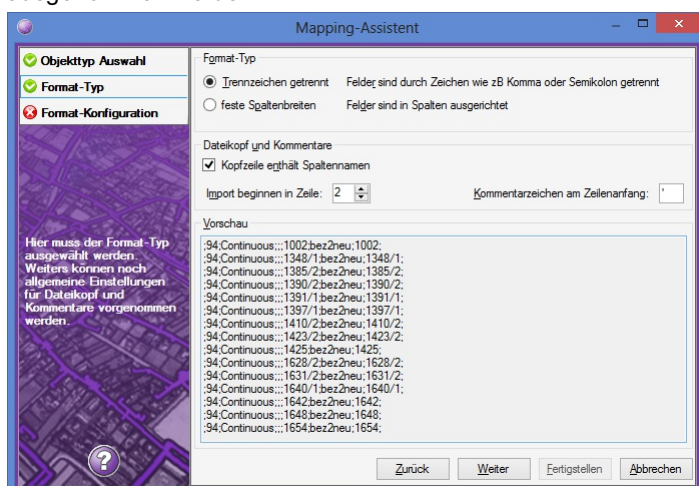 Mapping-Assistent
Objekttyp Auswahl
Format-Typ
Format-Konfiguration
Hier muss der Format-Typ
ausgewählt werden.
Weiters können noch
allgemeine Einstellungen
für Dateikopf und
Kommentare vorgenommen
werden.
Format-Typ
Trennzeichen getrennt Felder sind durch Zeichen wie zB Komma oder Semikolon getrennt
feste Spaltenbreiten Felder sind in Spalten ausgerichtet
Dateikopf und Kommentare
Kopfzeile enthält Spaltennamen
Import beginnen in Zeile: 2 Kommentarzeichen am Zeilenanfang: '
Vorschau
;94;Continuous;;;1002;bez2neu;1002;
;94;Continuous;;;1348/1;bez2neu;1348/1;
;94;Continuous;;;1385/2;bez2neu;1385/2;
;94;Continuous;;;1390/2;bez2neu;1390/2;
;94;Continuous;;;1391/1;bez2neu;1391/1;
;94;Continuous;;;1397/1;bez2neu;1397/1;
;94;Continuous;;;1410/2;bez2neu;1410/2;
;94;Continuous;;;1423/2;bez2neu;1423/2;
;94;Continuous;;;1425;bez2neu;1425;
;94;Continuous;;;1628/2;bez2neu;1628/2;
;94;Continuous;;;1631/2;bez2neu;1631/2;
;94;Continuous;;;1640/1;bez2neu;1640/1;
;94;Continuous;;;1642;bez2neu;1642;
;94;Continuous;;;1648;bez2neu;1648;
;94;Continuous;;;1654;bez2neu;1654;
Zurück Weiter Fertigstellen Abbrechen